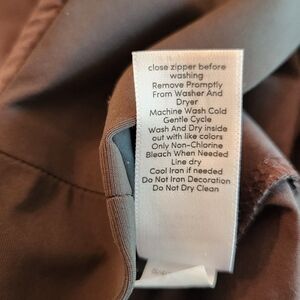 close zipper before
washing
Remove Promptly
From Washer And
Dryer
Machine Wash Cold
Gentle Cycle
Wash And Dry inside
out with like colors
Only Non-Chlorine
Bleach When Needed
Line dry
Cool Iron if needed
Do Not Iron Decoration
Do Not Dry Clean